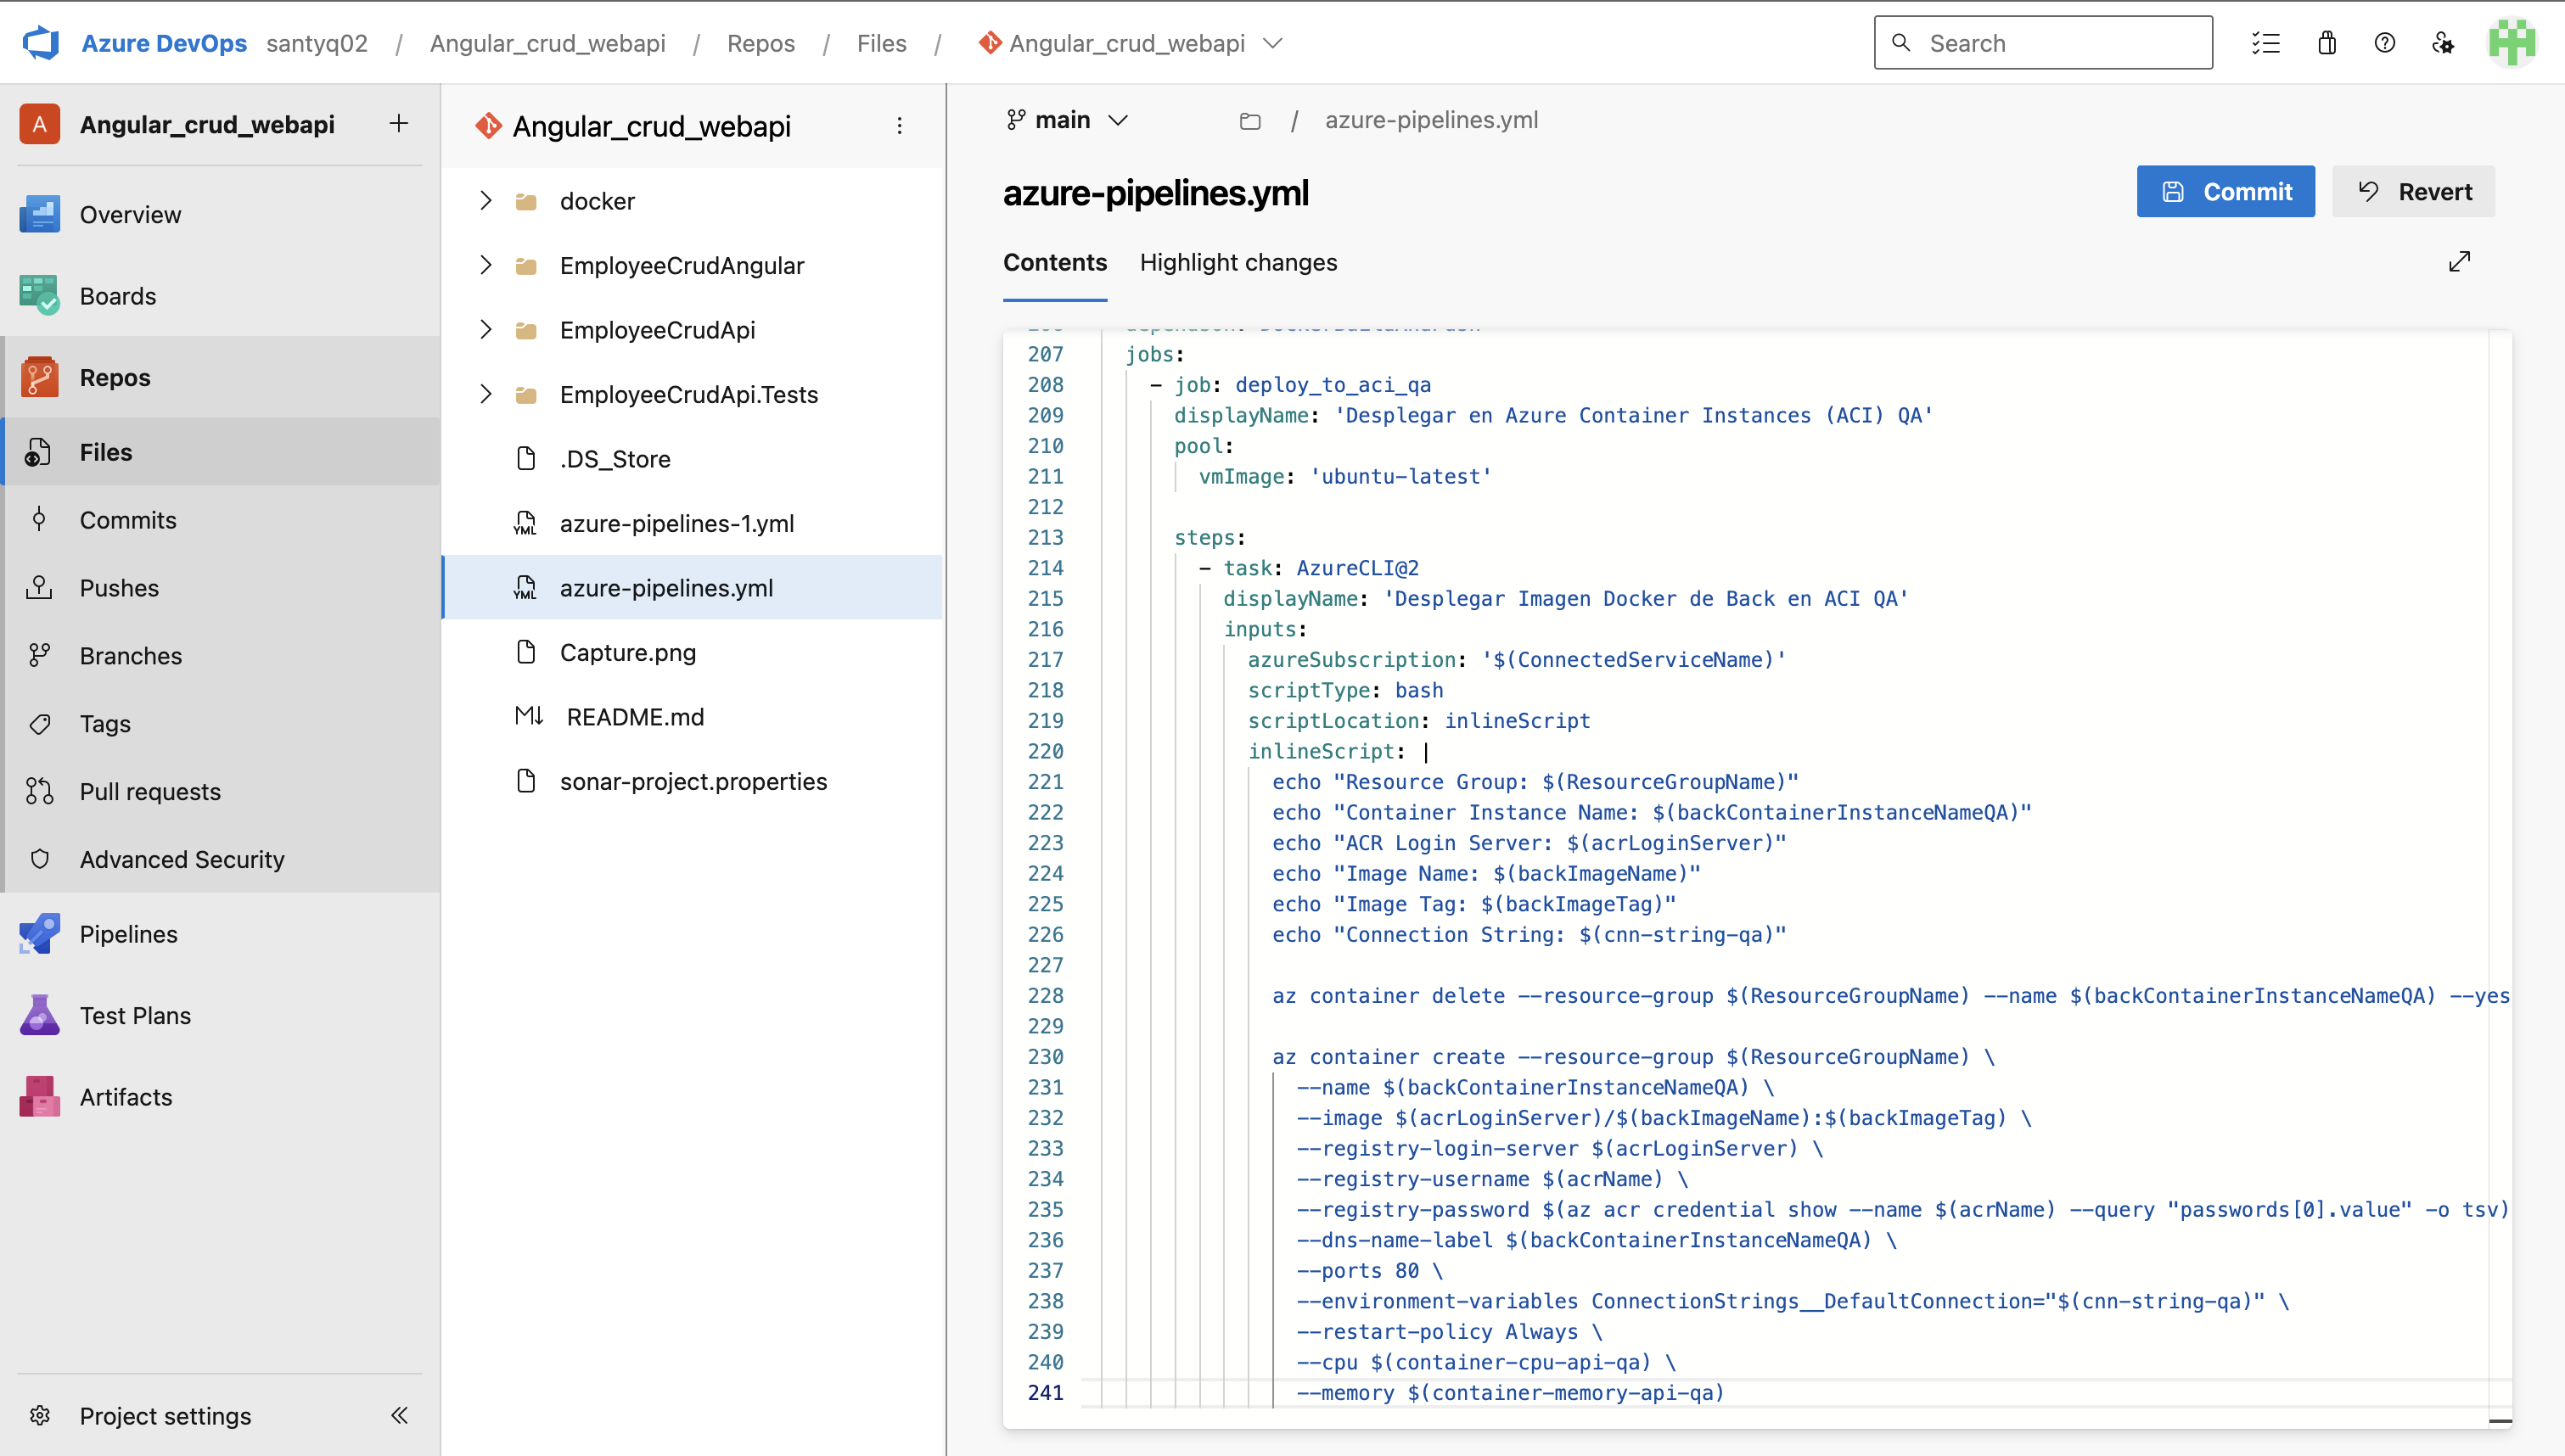 Azure DevOps santyq02 / Angular_crud_webapi / Repos / Files / Angular_crud_webapi
Search
A Angular_crud_webapi
Overview
Boards
Repos
Files
Commits
Pushes
Branches
Tags
Pull requests
Advanced Security
Pipelines
Test Plans
Artifacts
Project settings
Angular_crud_webapi
docker
EmployeeCrudAngular
EmployeeCrudApi
EmployeeCrudApi.Tests
.DS_Store
YML azure-pipelines-1.yml
YML azure-pipelines.yml
Capture.png
M↓ README.md
sonar-project.properties
main / azure-pipelines.yml
azure-pipelines.yml
Commit
Revert
Contents Highlight changes
207 jobs:
208 - job: deploy_to_aci_qa
209 displayName: 'Desplegar en Azure Container Instances (ACI) QA'
210 pool:
211 vmImage: 'ubuntu-latest'
212
213 steps:
214 - task: AzureCLI@2
215 displayName: 'Desplegar Imagen Docker de Back en ACI QA'
216 inputs:
217 azureSubscription: '$(ConnectedServiceName)'
218 scriptType: bash
219 scriptLocation: inlineScript
220 inlineScript: |
221 echo "Resource Group: $(ResourceGroupName)"
222 echo "Container Instance Name: $(backContainerInstanceNameQA)"
223 echo "ACR Login Server: $(acrLoginServer)"
224 echo "Image Name: $(backImageName)"
225 echo "Image Tag: $(backImageTag)"
226 echo "Connection String: $(cnn-string-qa)"
227
228 az container delete --resource-group $(ResourceGroupName) --name $(backContainerInstanceNameQA) --yes
229
230 az container create --resource-group $(ResourceGroupName) \
231 --name $(backContainerInstanceNameQA) \
232 --image $(acrLoginServer)/$(backImageName):$(backImageTag) \
233 --registry-login-server $(acrLoginServer) \
234 --registry-username $(acrName) \
235 --registry-password $(az acr credential show --name $(acrName) --query "passwords[0].value" -o tsv)
236 --dns-name-label $(backContainerInstanceNameQA) \
237 --ports 80 \
238 --environment-variables ConnectionStrings__DefaultConnection="$(cnn-string-qa)" \
239 --restart-policy Always \
240 --cpu $(container-cpu-api-qa) \
241 --memory $(container-memory-api-qa)